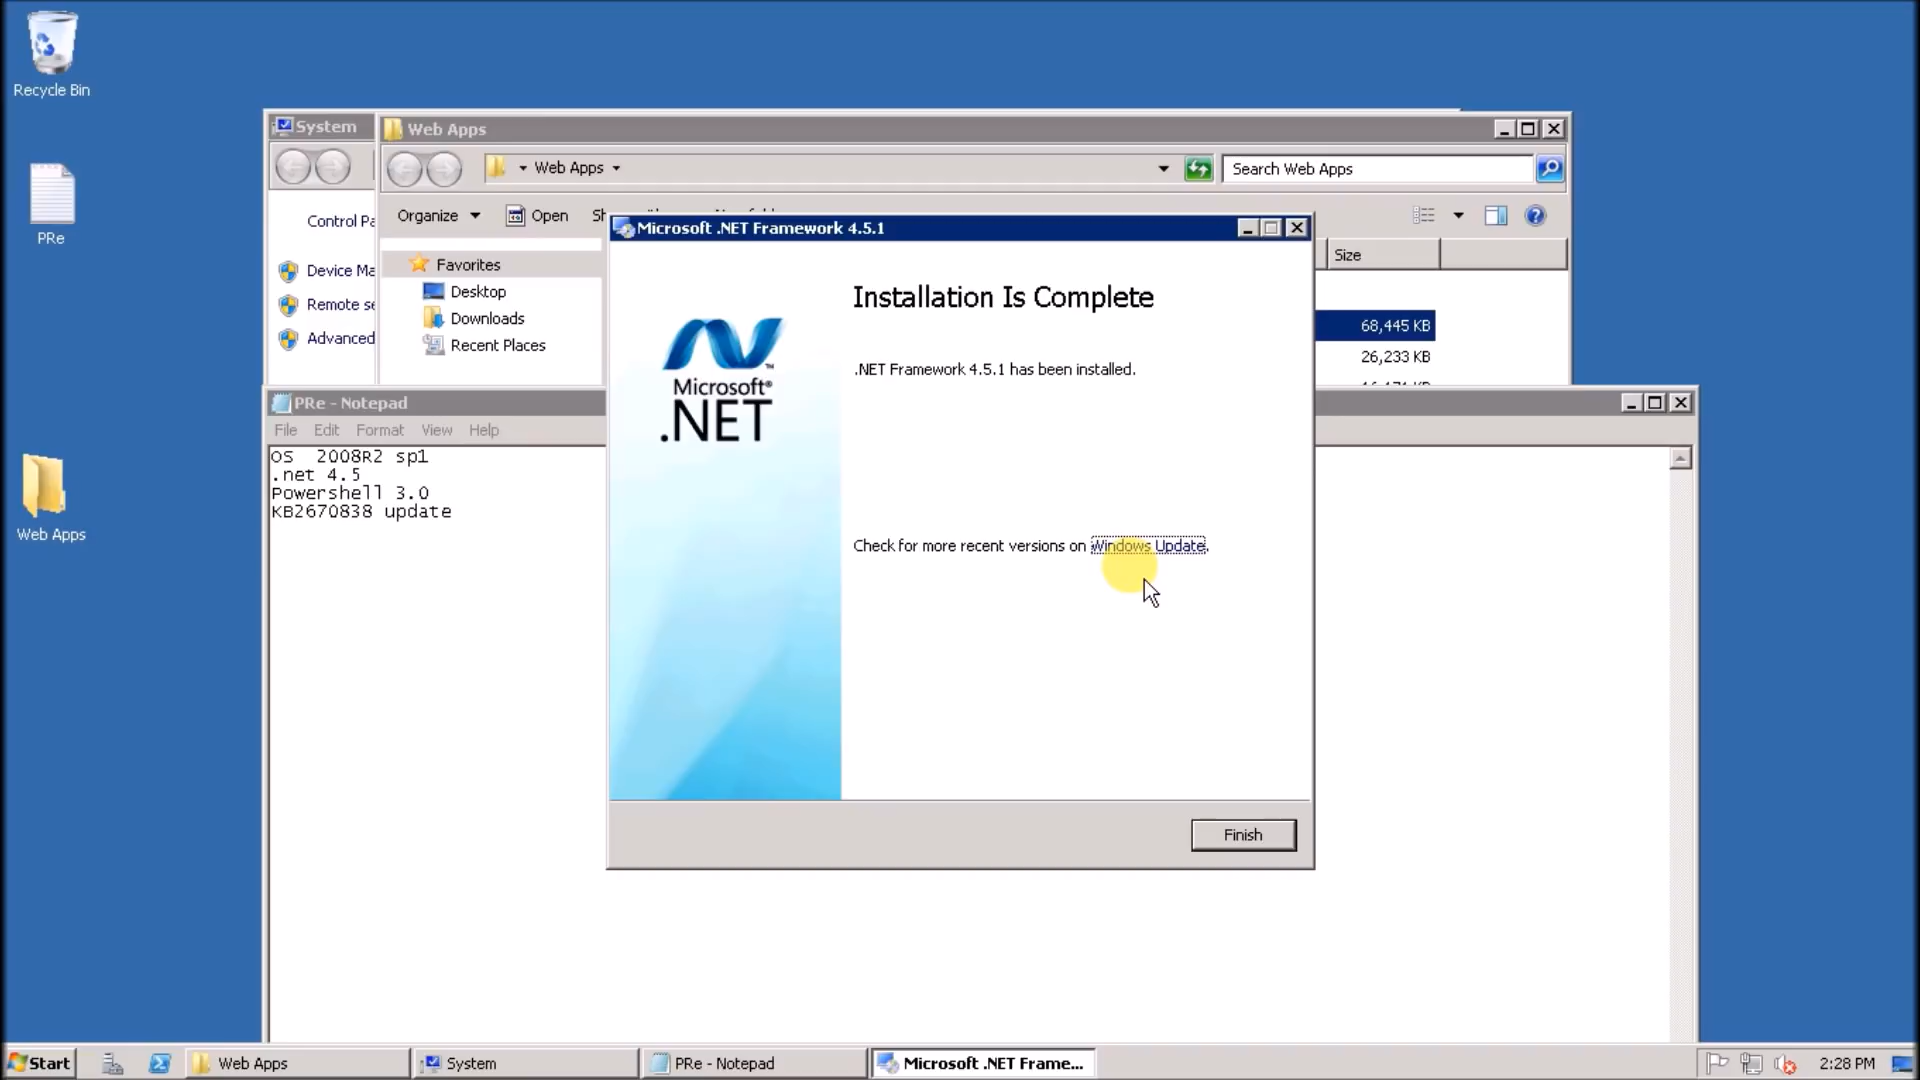 Recycle Bin
PRe
Web Apps
System
Control Pa
Device Ma
Remote se
Advanced
Web Apps
Web Apps
Search Web Apps
Organize
Open
Favorites
Desktop
Downloads
Recent Places
Size
68,445 KB
26,233 KB
PRe - Notepad
File Edit Format View Help
OS 2008R2 sp1
.net 4.5
Powershell 3.0
KB2670838 update
Microsoft .NET Framework 4.5.1
Microsoft®
.NET
Installation Is Complete
.NET Framework 4.5.1 has been installed.
Check for more recent versions on Windows Update.
Finish
Start
Web Apps
System
PRe - Notepad
Microsoft .NET Frame...
2:28 PM